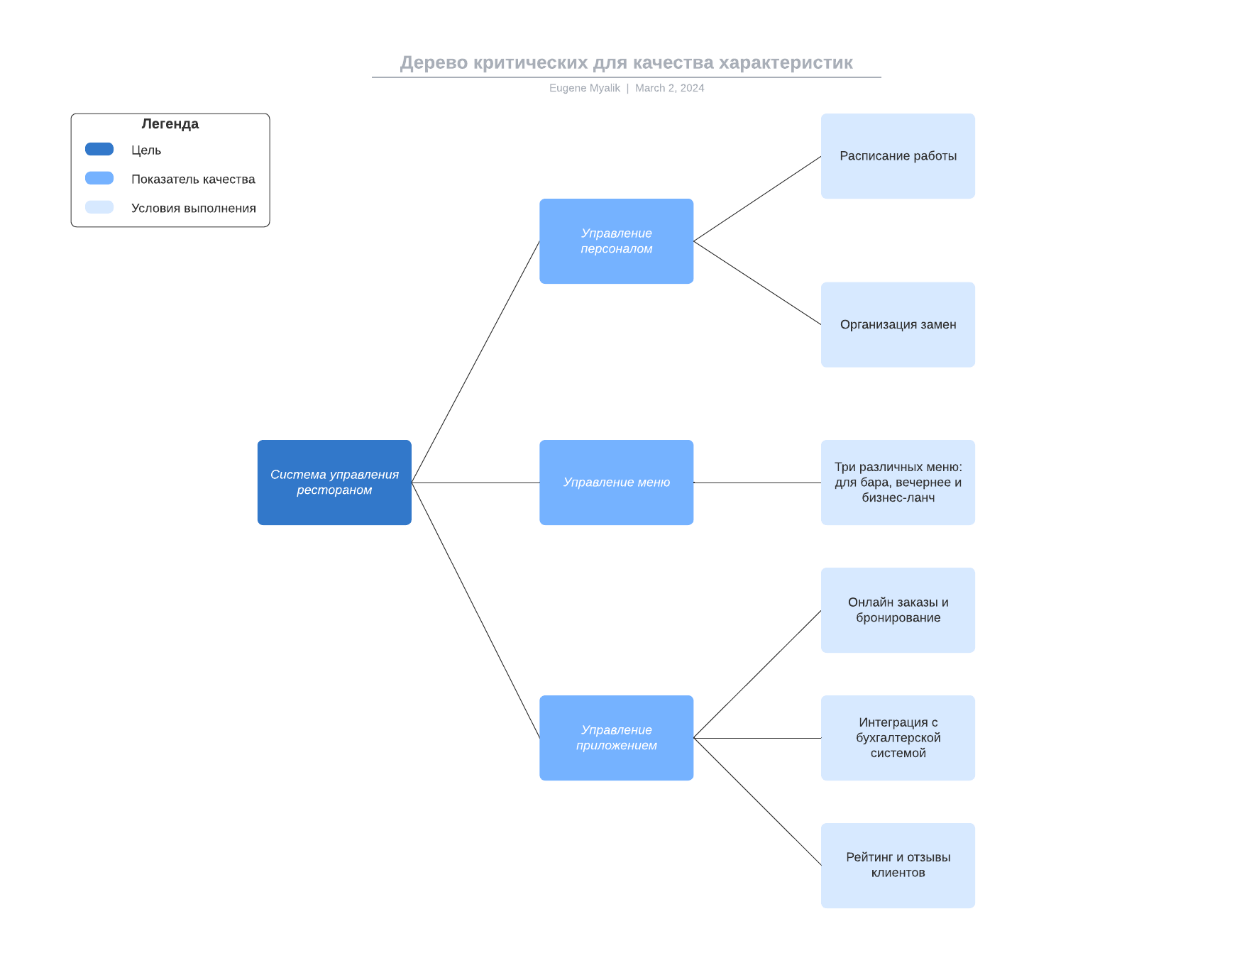 Дерево критических для качества характеристик
Eugene Myalik | March 2, 2024
Легенда
Цель
Показатель качества
Условия выполнения
Расписание работы
Управление
персоналом
Организация замен
Система управления
рестораном
Управление меню
Три различных меню:
для бара, вечернее и
бизнес-ланч
Онлайн заказы и
бронирование
Управление
приложением
Интеграция с
бухгалтерской
системой
Рейтинг и отзывы
клиентов